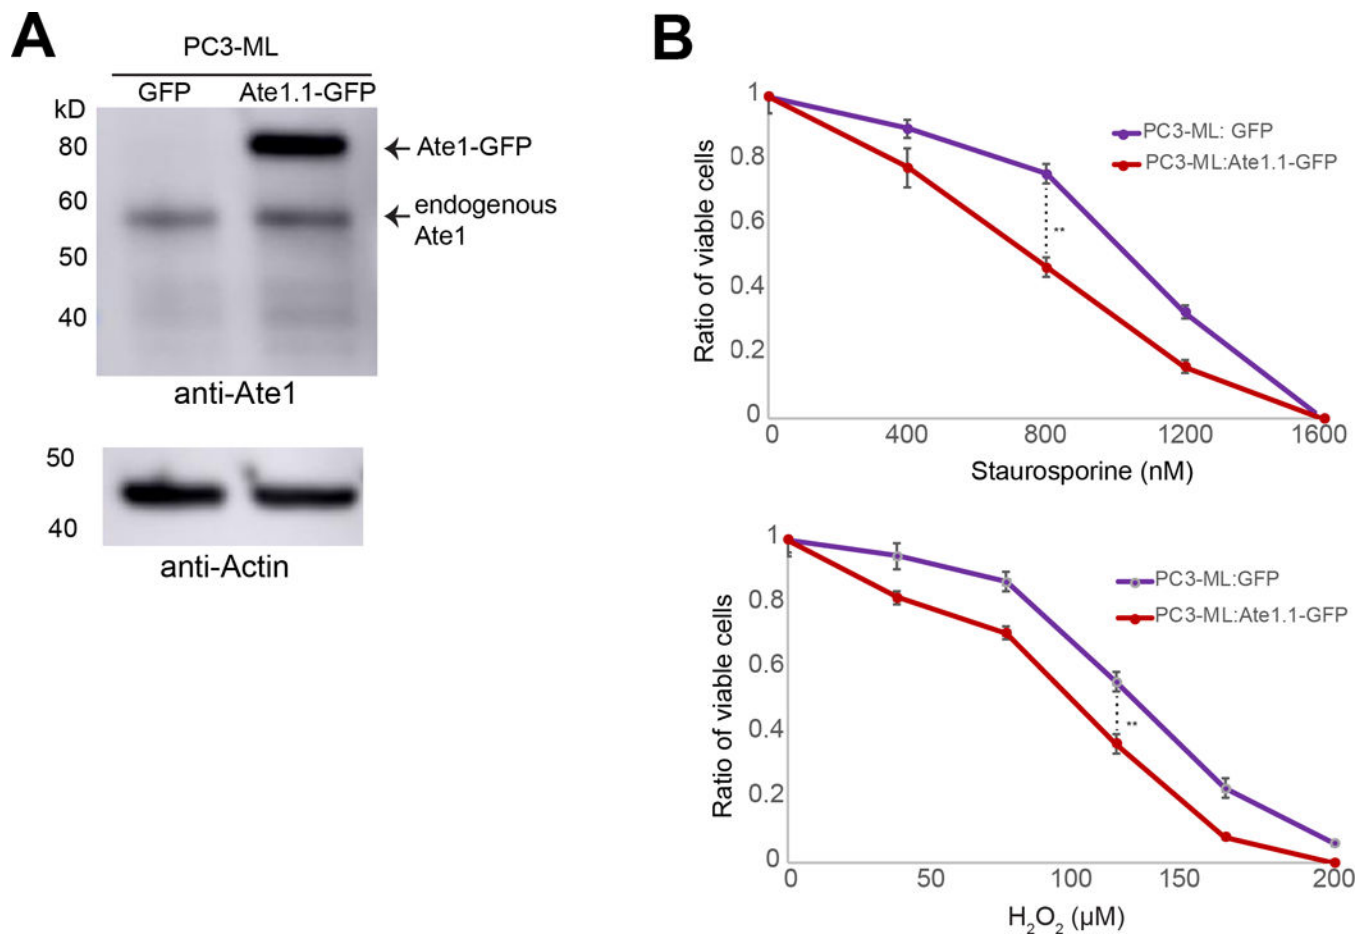 A
PC3-ML
GFP Ate1.1-GFP
kD
80
60
50
40
Ate1-GFP
endogenous
Ate1
anti-Ate1
50
40
anti-Actin
B
1
0.8
0.6
0.4
0.2
0
Ratio of viable cells
PC3-ML: GFP
PC3-ML:Ate1.1-GFP
**
0 400 800 1200 1600
Staurosporine (nM)
1
0.8
0.6
0.4
0.2
0
Ratio of viable cells
PC3-ML:GFP
PC3-ML:Ate1.1-GFP
**
0 50 100 150 200
H₂O₂ (µM)